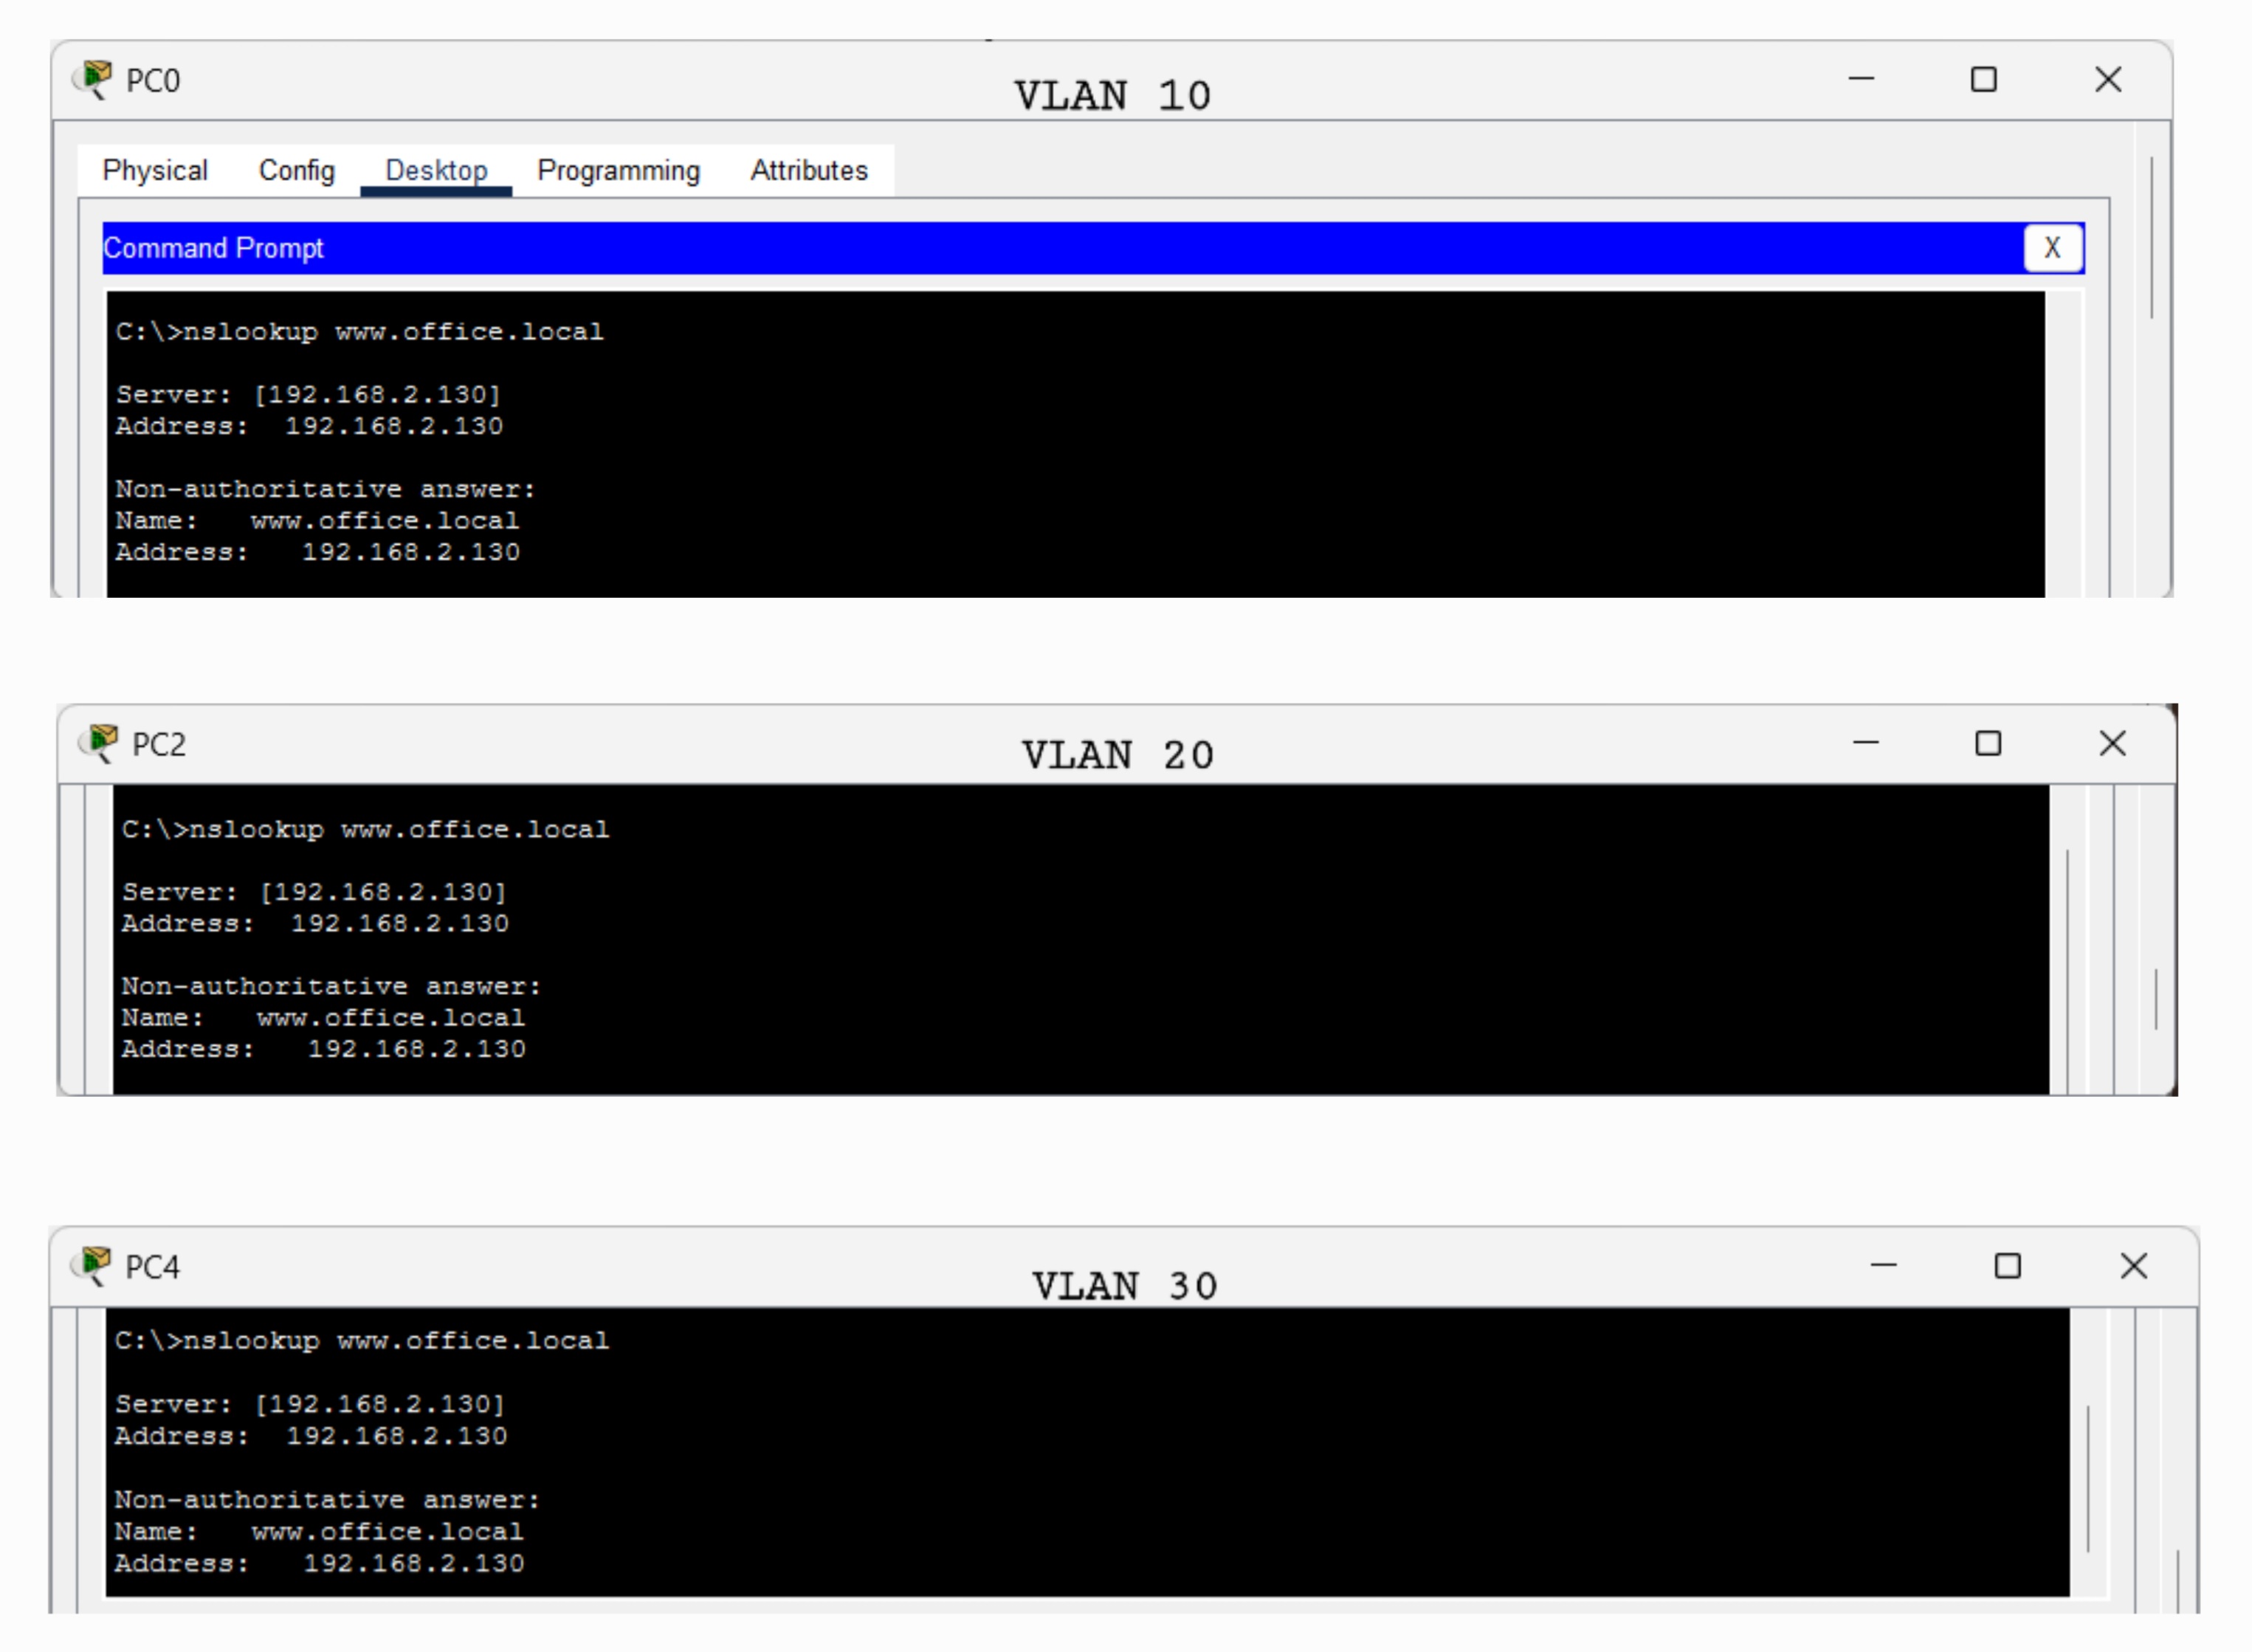 PC0
VLAN 10
Physical Config Desktop Programming Attributes
Command Prompt
X
C:\>nslookup www.office.local
Server: [192.168.2.130]
Address:  192.168.2.130
Non-authoritative answer:
Name:   www.office.local
Address:   192.168.2.130
PC2
VLAN 20
C:\>nslookup www.office.local
Server: [192.168.2.130]
Address:  192.168.2.130
Non-authoritative answer:
Name:   www.office.local
Address:   192.168.2.130
PC4
VLAN 30
C:\>nslookup www.office.local
Server: [192.168.2.130]
Address:  192.168.2.130
Non-authoritative answer:
Name:   www.office.local
Address:   192.168.2.130